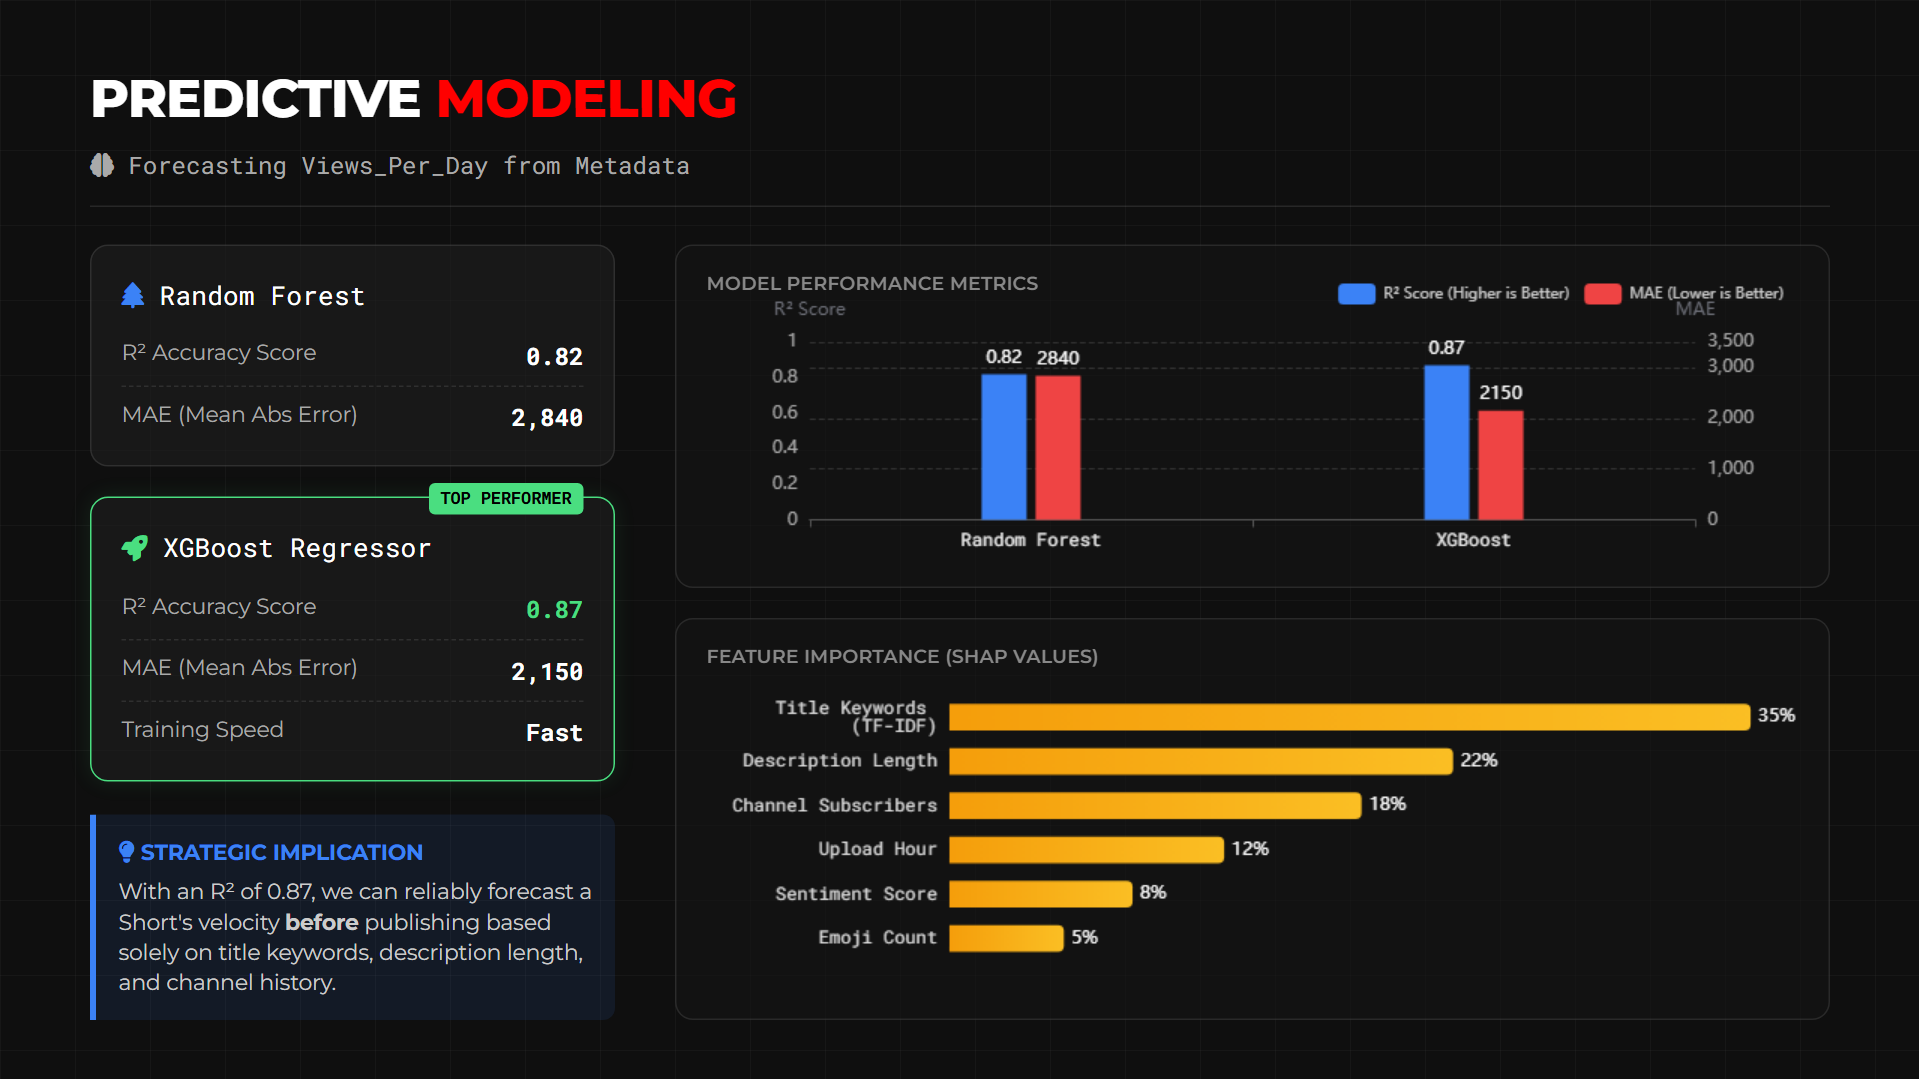 PREDICTIVE MODELING
Forecasting Views_Per_Day from Metadata
Random Forest
R² Accuracy Score 0.82
MAE (Mean Abs Error) 2,840
TOP PERFORMER
XGBoost Regressor
R² Accuracy Score 0.87
MAE (Mean Abs Error) 2,150
Training Speed Fast
STRATEGIC IMPLICATION
With an R² of 0.87, we can reliably forecast a
Short's velocity before publishing based
solely on title keywords, description length,
and channel history.
MODEL PERFORMANCE METRICS
R² Score (Higher is Better) MAE (Lower is Better)
R² Score MAE
1 0.8 0.6 0.4 0.2 0
0.82 2840
0.87 2150
3,500 3,000 2,000 1,000 0
Random Forest XGBoost
FEATURE IMPORTANCE (SHAP VALUES)
Title Keywords
(TF-IDF) 35%
Description Length 22%
Channel Subscribers 18%
Upload Hour 12%
Sentiment Score 8%
Emoji Count 5%